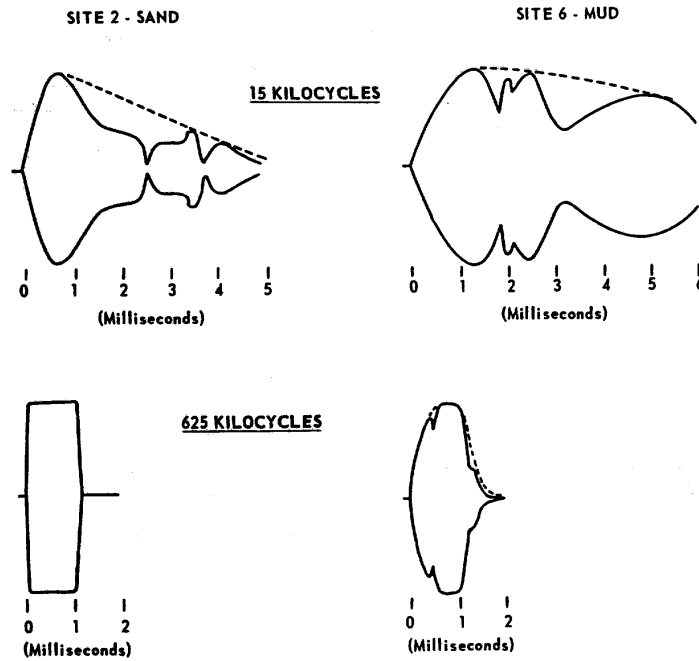 SITE 2 - SAND
SITE 6 - MUD
15 KILOCYCLES
0 1 2 3 4 5
(Milliseconds)
0 1 2 3 4 5 6
(Milliseconds)
625 KILOCYCLES
0 1 2
(Milliseconds)
0 1 2
(Milliseconds)